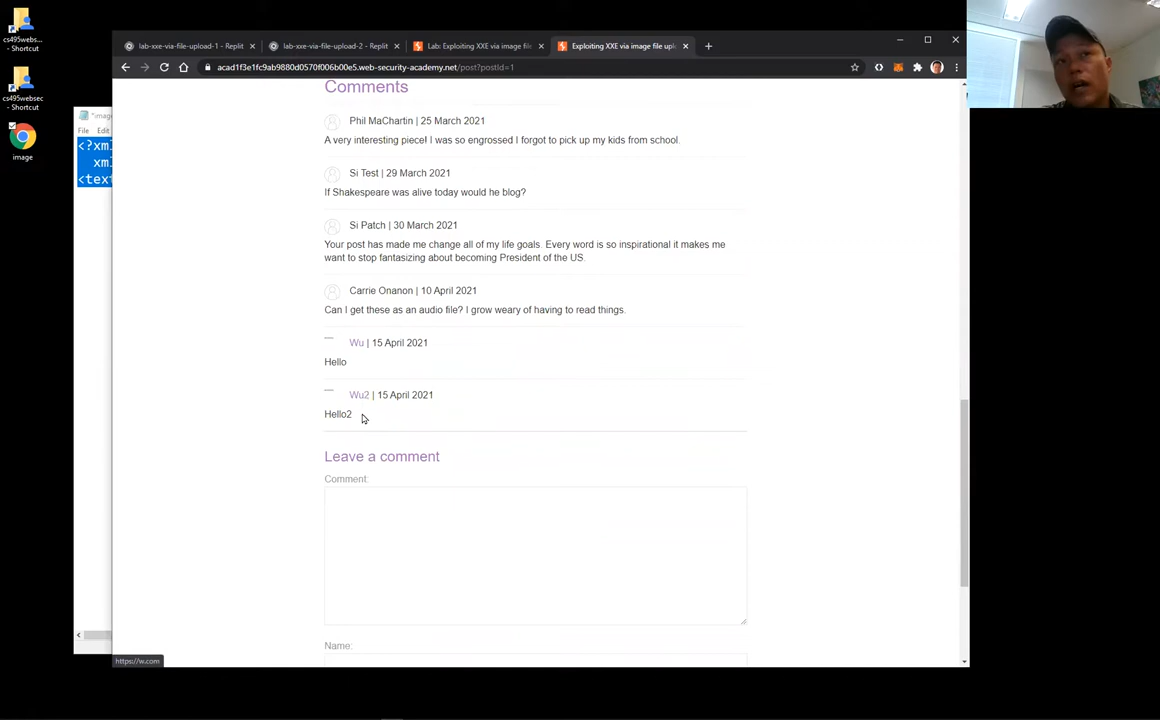 cs495webs...
- Shortcut
cs495websec
- Shortcut
image
File Edit
<?xm
xm
<tex
lab-xxe-via-file-upload-1 - Replit
lab-xxe-via-file-upload-2 - Replit
Lab: Exploiting XXE via image file
Exploiting XXE via image file uplo
acad1f3e1fc9ab9880d0570f006b00e5.web-security-academy.net/post?postId=1
Comments
Phil MaChartin | 25 March 2021
A very interesting piece! I was so engrossed I forgot to pick up my kids from school.
Si Test | 29 March 2021
If Shakespeare was alive today would he blog?
Si Patch | 30 March 2021
Your post has made me change all of my life goals. Every word is so inspirational it makes me
want to stop fantasizing about becoming President of the US.
Carrie Onanon | 10 April 2021
Can I get these as an audio file? I grow weary of having to read things.
Wu | 15 April 2021
Hello
Wu2 | 15 April 2021
Hello2
Leave a comment
Comment:
Name:
https://w.com